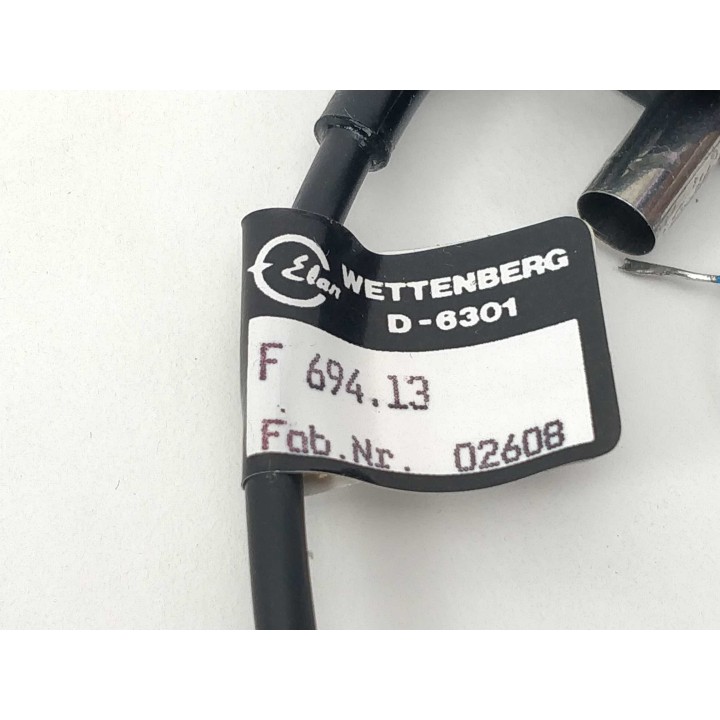 Elan
WETTENBERG
D-6301
F 694.13
Fab.Nr. 02608